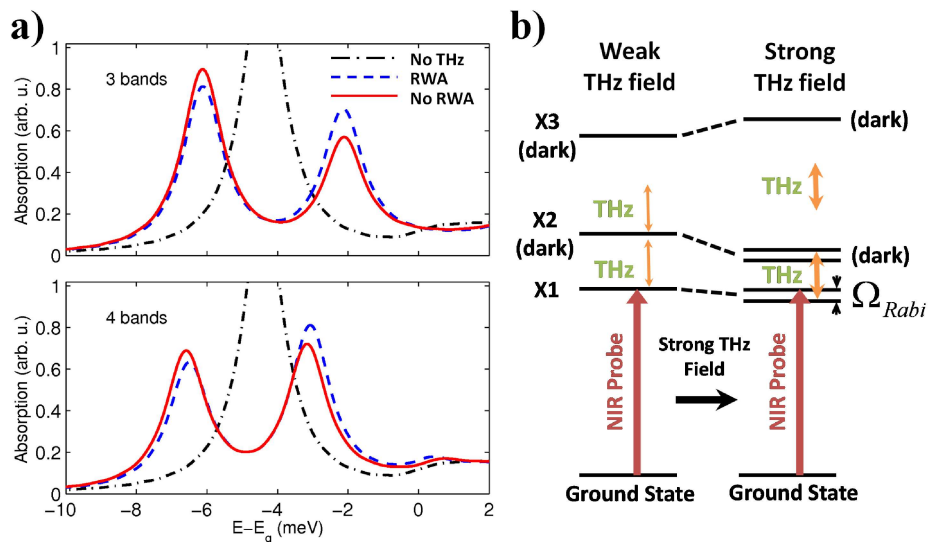 a)
Absorption (arb. u.)
1
0.8
0.6
0.4
0.2
0
3 bands
No THz
RWA
No RWA
Absorption (arb. u.)
1
0.8
0.6
0.4
0.2
0
4 bands
−10 −8 −6 −4 −2 0 2
E−Eg (meV)
b)
Weak
THz field
Strong
THz field
X3
(dark)
(dark)
THz
THz
X2
(dark)
(dark)
THz
THz
X1
ΩRabi
NIR Probe
Strong THz
Field
NIR Probe
Ground State
Ground State